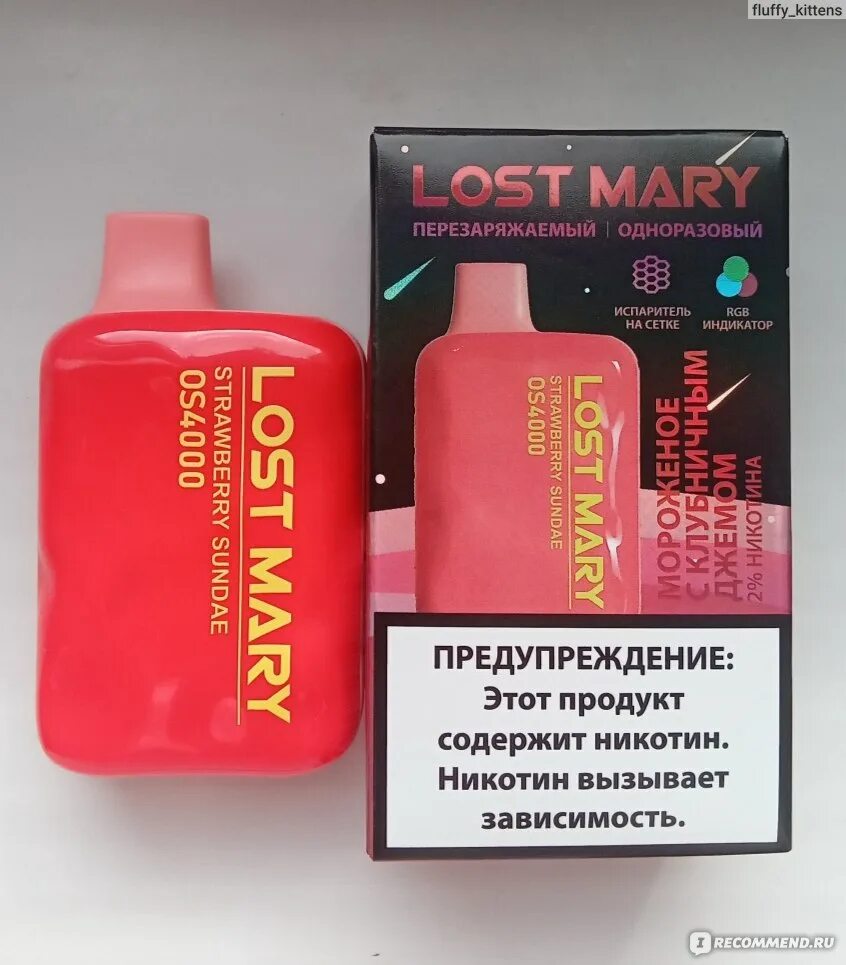 fluffy_kittens
LOST MARY
STRAWBERRY SUNDAE
OS4000
LOST MARY
ПЕРЕЗАРЯЖАЕМЫЙ | ОДНОРАЗОВЫЙ
ИСПАРИТЕЛЬ
НА СЕТКЕ
RGB
ИНДИКАТОР
LOST MARY
STRAWBERRY SUNDAE
OS4000
МОРОЖЕНОЕ
С КЛУБНИЧНЫМ
ДЖЕМОМ
2% НИКОТИНА
ПРЕДУПРЕЖДЕНИЕ:
Этот продукт
содержит никотин.
Никотин вызывает
зависимость.
IRECOMMEND.RU